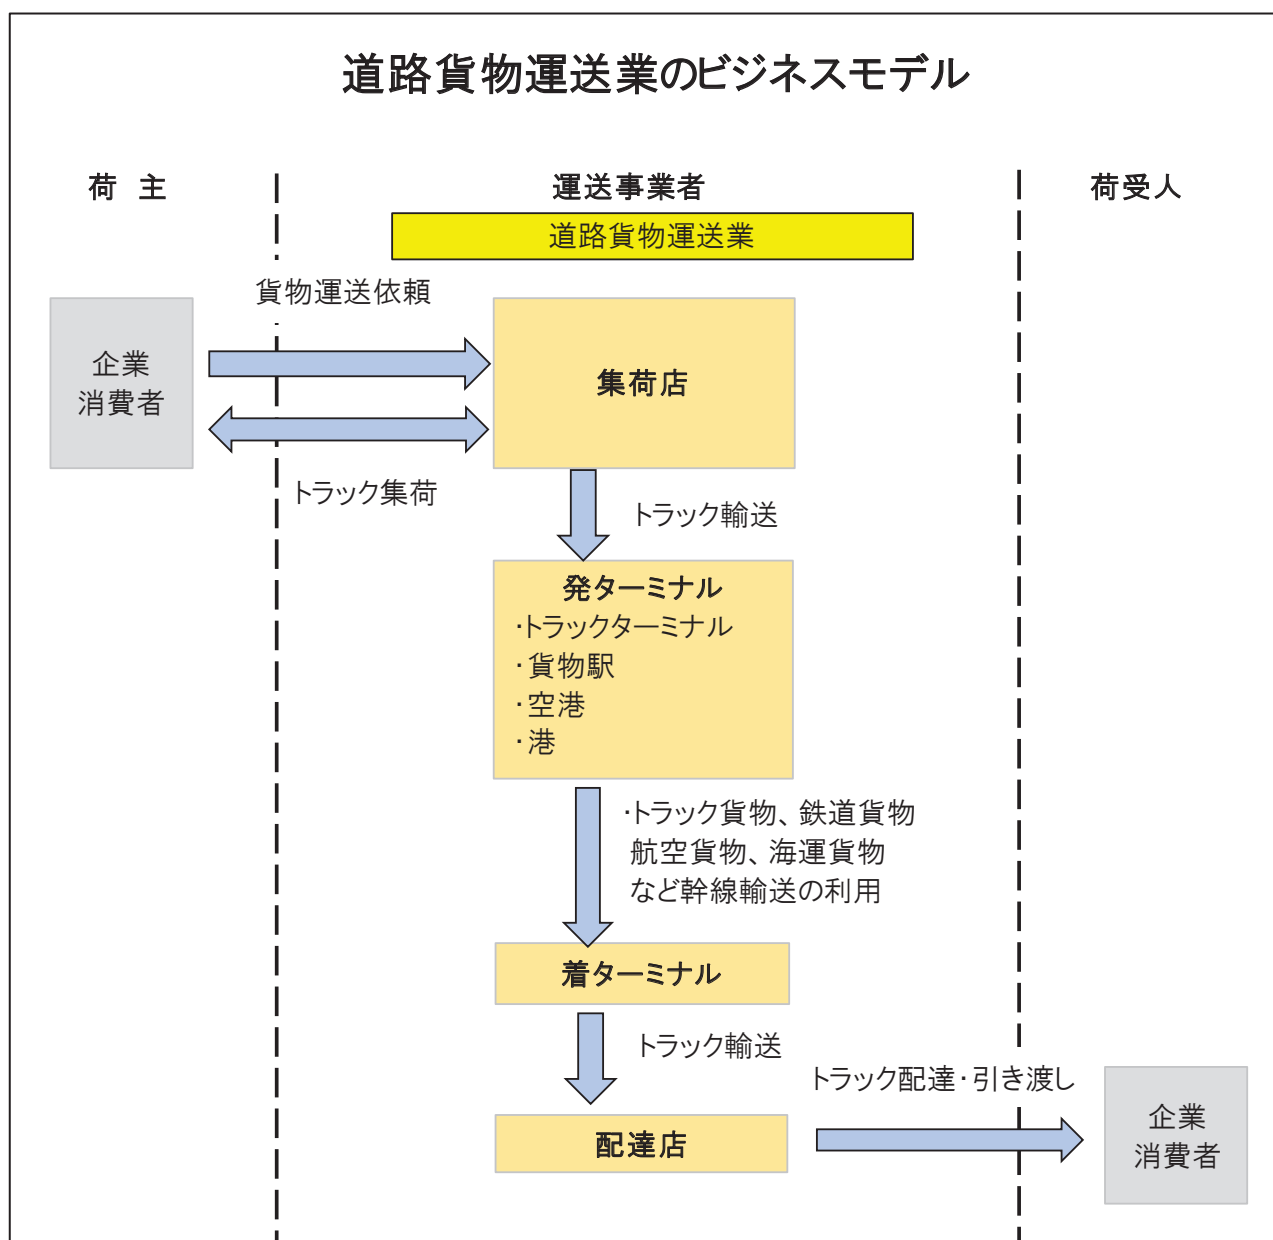 道路貨物運送業のビジネスモデル
荷 主
運送事業者
荷受人
道路貨物運送業
貨物運送依頼
企業
消費者
集荷店
トラック集荷
トラック輸送
発ターミナル
・トラックターミナル
・貨物駅
・空港
・港
・トラック貨物、鉄道貨物
航空貨物、海運貨物
など幹線輸送の利用
着ターミナル
トラック輸送
トラック配達・引き渡し
配達店
企業
消費者